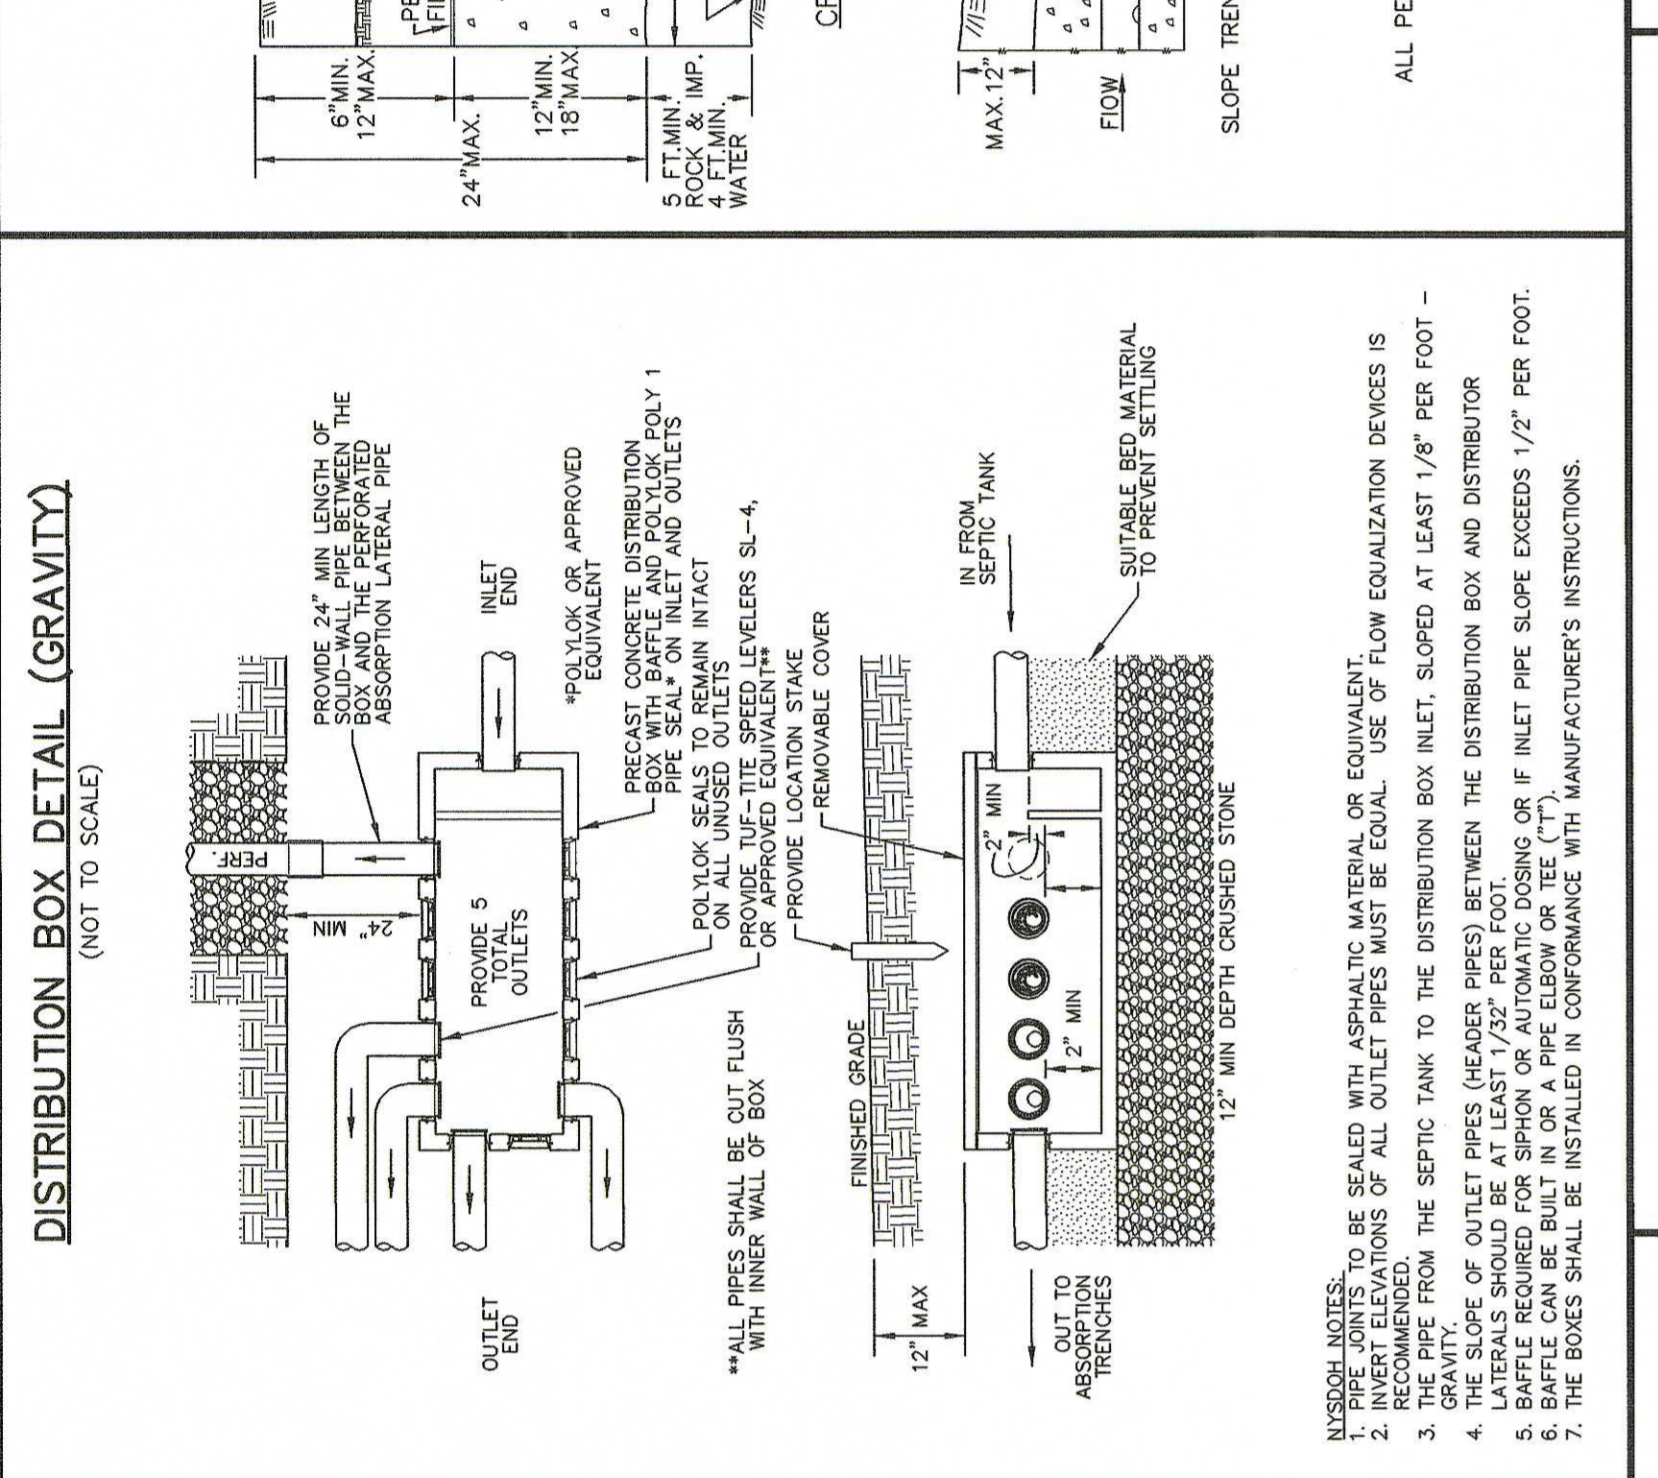 DISTRIBUTION BOX DETAIL (GRAVITY)
(NOT TO SCALE)
PROVIDE 24" MIN LENGTH OF
SOLID-WALL PIPE BETWEEN THE
BOX AND THE PERFORATED
ABSORPTION LATERAL PIPE
PERF.
24" MIN
PROVIDE 5
TOTAL
OUTLETS
OUTLET
END
INLET
END
*POLYLOK OR APPROVED
EQUIVALENT
PRECAST CONCRETE DISTRIBUTION
BOX WITH BAFFLE AND POLYLOK POLY 1
PIPE SEAL* ON INLET AND OUTLETS
POLYLOK SEALS TO REMAIN INTACT
ON ALL UNUSED OUTLETS
PROVIDE TUF-TITE SPEED LEVELERS SL-4,
OR APPROVED EQUIVALENT**
**ALL PIPES SHALL BE CUT FLUSH
WITH INNER WALL OF BOX
PROVIDE LOCATION STAKE
REMOVABLE COVER
FINISHED GRADE
IN FROM
SEPTIC TANK
12" MAX
2" MIN
2" MIN
OUT TO
ABSORPTION
TRENCHES
SUITABLE BED MATERIAL
TO PREVENT SETTLING
12" MIN DEPTH CRUSHED STONE
NYSDOH NOTES:
1. PIPE JOINTS TO BE SEALED WITH ASPHALTIC MATERIAL OR EQUIVALENT.
2. INVERT ELEVATIONS OF ALL OUTLET PIPES MUST BE EQUAL. USE OF FLOW EQUALIZATION DEVICES IS
RECOMMENDED.
3. THE PIPE FROM THE SEPTIC TANK TO THE DISTRIBUTION BOX INLET, SLOPED AT LEAST 1/8" PER FOOT –
GRAVITY.
4. THE SLOPE OF OUTLET PIPES (HEADER PIPES) BETWEEN THE DISTRIBUTION BOX AND DISTRIBUTOR
LATERALS SHOULD BE AT LEAST 1/32" PER FOOT.
5. BAFFLE REQUIRED FOR SIPHON OR AUTOMATIC DOSING OR IF INLET PIPE SLOPE EXCEEDS 1/2" PER FOOT.
6. BAFFLE CAN BE BUILT IN OR A PIPE ELBOW OR TEE ("T").
7. THE BOXES SHALL BE INSTALLED IN CONFORMANCE WITH MANUFACTURER'S INSTRUCTIONS.
6"MIN.
12"MAX.
24"MAX.
12"MIN.
18"MAX.
5 FT.MIN.
ROCK & IMP.
4 FT.MIN.
WATER
MAX.12"
FlOW
SLOPE TREN
ALL PE